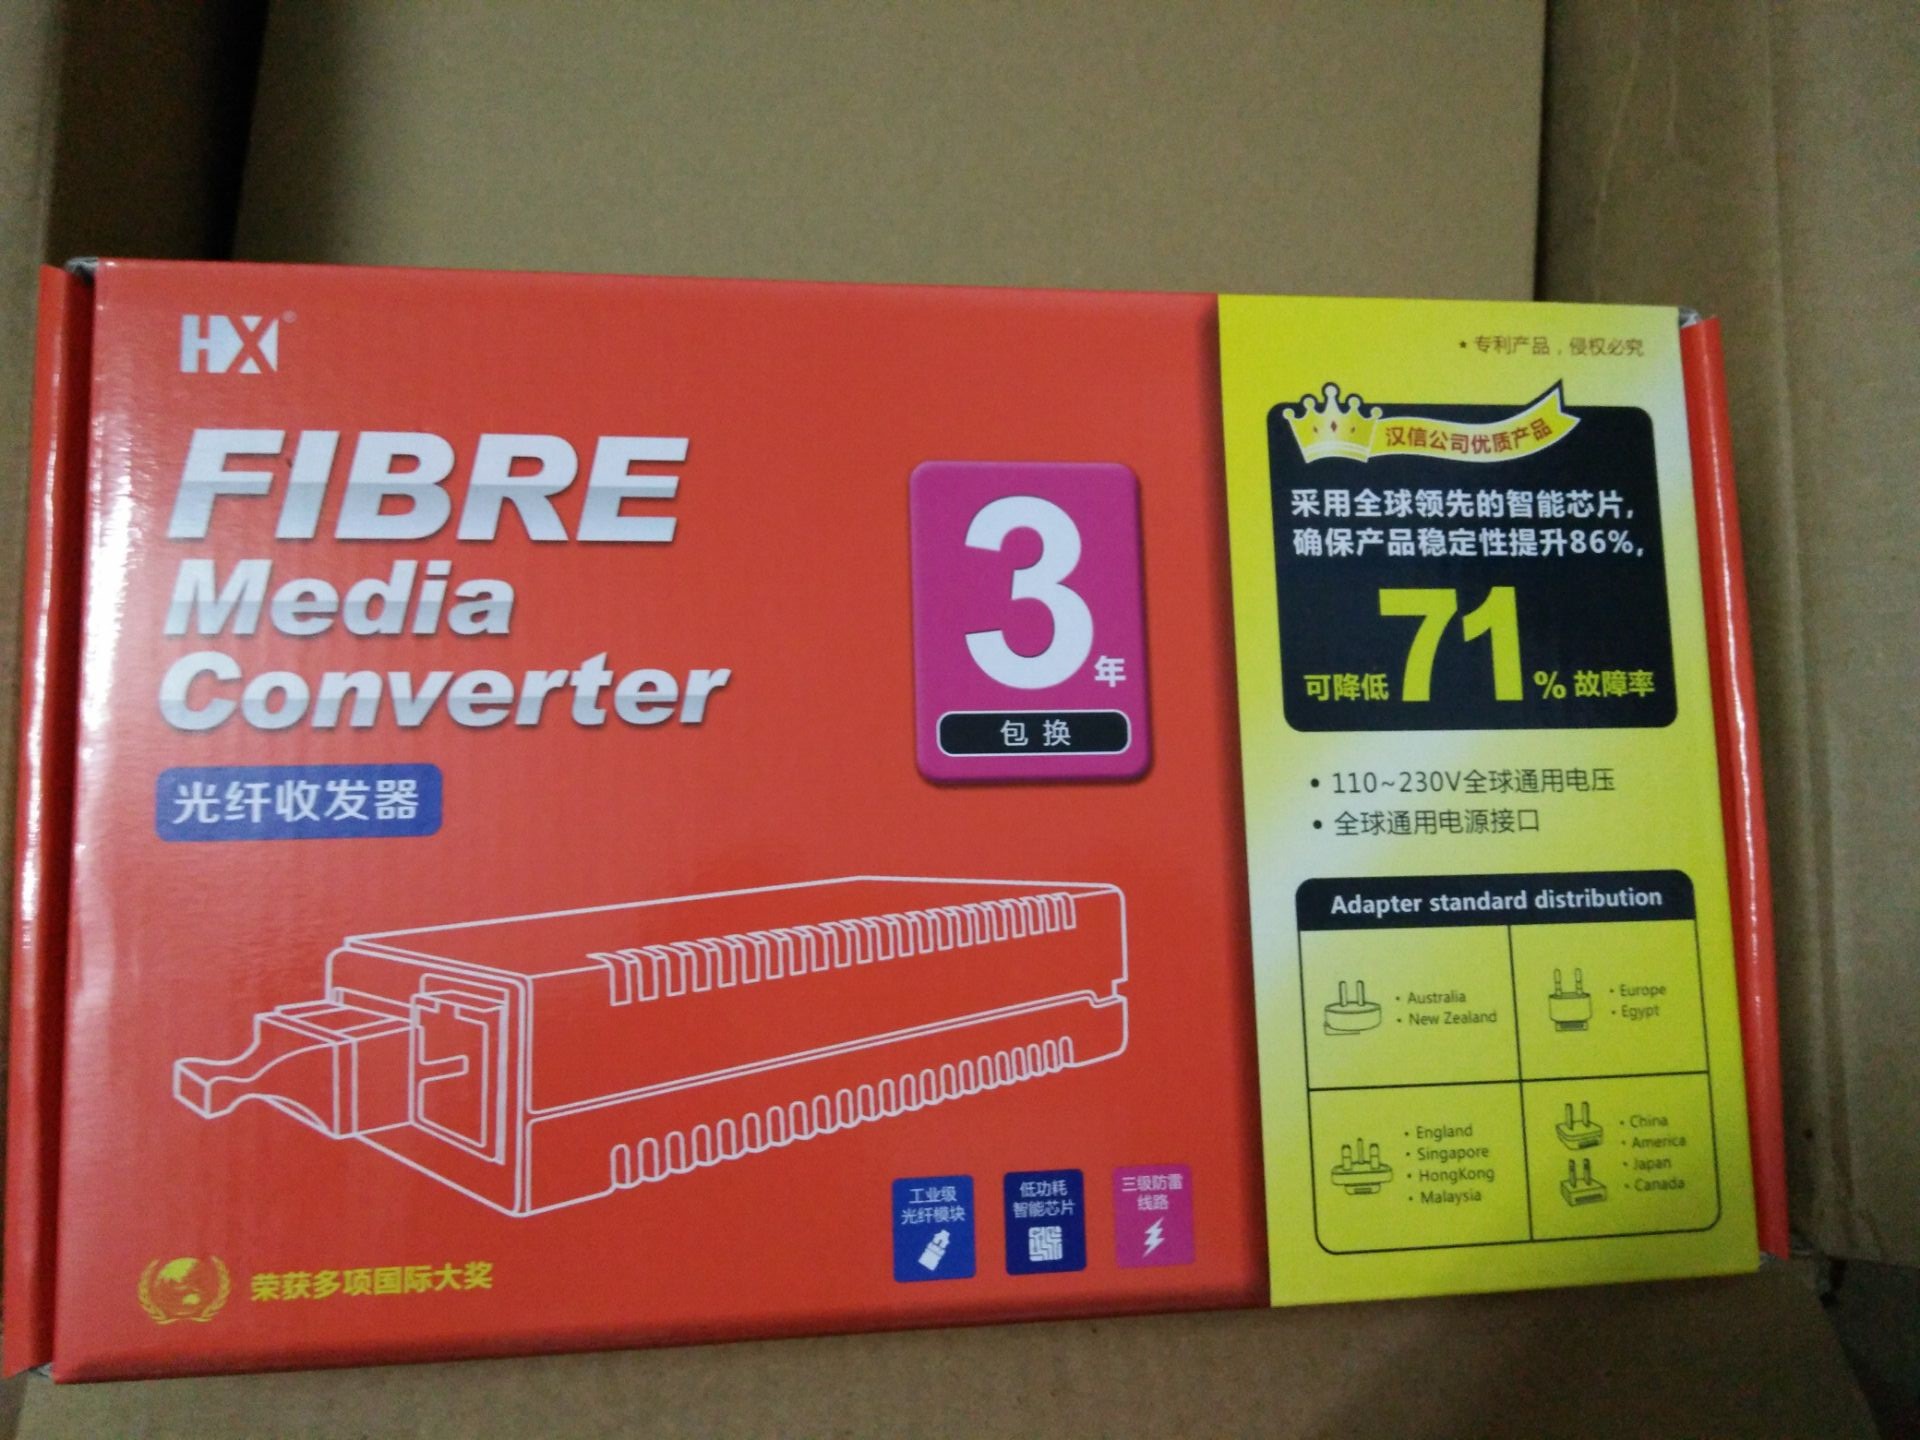 HX®
FIBRE
Media
Converter
光纤收发器
3年
包换
工业级
光纤模块
低功耗
智能芯片
三级防雷
线路
荣获多项国际大奖
★专利产品，侵权必究
汉信公司优质产品
采用全球领先的智能芯片,
确保产品稳定性提升86%,
可降低71%故障率
• 110~230V全球通用电压
• 全球通用电源接口
Adapter standard distribution
• Australia
• New Zealand
• Europe
• Egypt
• England
• Singapore
• HongKong
• Malaysia
• China
• America
• Japan
• Canada